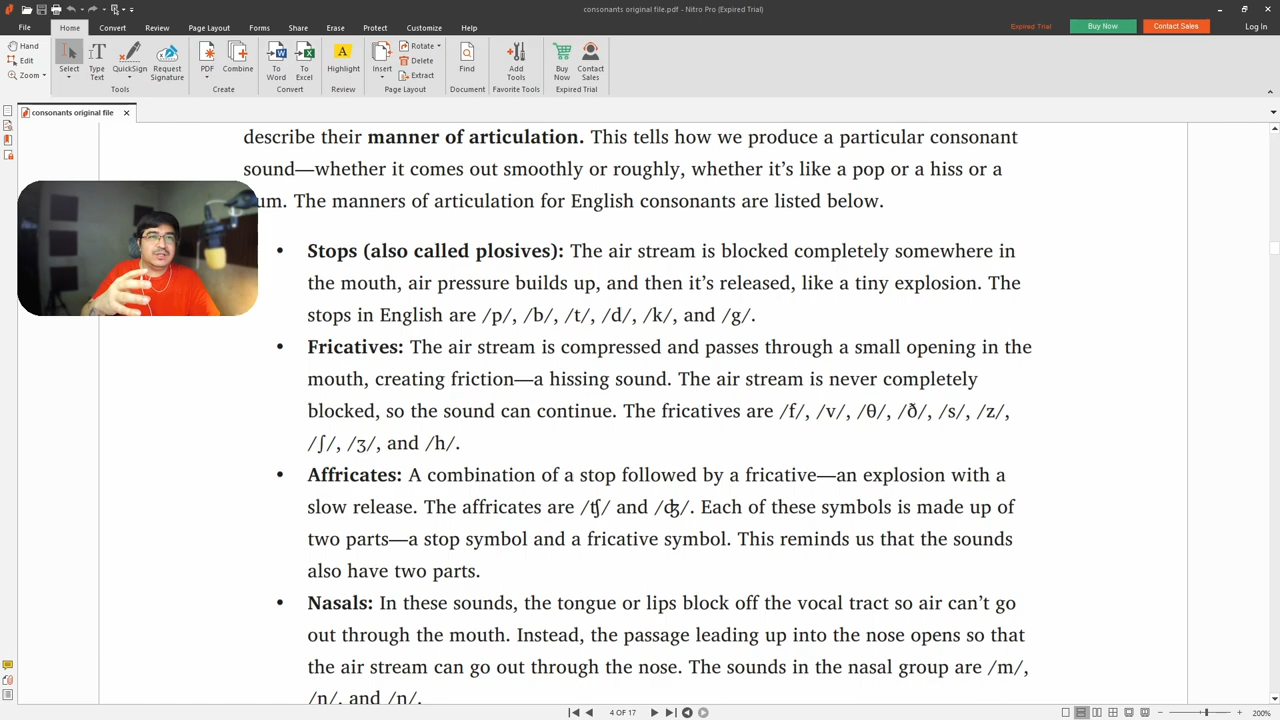 consonants original file.pdf - Nitro Pro (Expired Trial)
File Home Convert Review Page Layout Forms Share Erase Protect Customize Help Expired Trial Buy Now Contact Sales Log In
Hand Edit Zoom
Select Type Text QuickSign Request Signature Tools
PDF Combine Create
To Word To Excel Convert
Highlight Review
Insert Rotate Delete Extract Page Layout
Find Document
Add Tools Favorite Tools
Buy Now Contact Sales Expired Trial
consonants original file
describe their manner of articulation. This tells how we produce a particular consonant
sound—whether it comes out smoothly or roughly, whether it’s like a pop or a hiss or a
The manners of articulation for English consonants are listed below.
• Stops (also called plosives): The air stream is blocked completely somewhere in
the mouth, air pressure builds up, and then it’s released, like a tiny explosion. The
stops in English are /p/, /b/, /t/, /d/, /k/, and /g/.
• Fricatives: The air stream is compressed and passes through a small opening in the
mouth, creating friction—a hissing sound. The air stream is never completely
blocked, so the sound can continue. The fricatives are /f/, /v/, /θ/, /ð/, /s/, /z/,
/ʃ/, /ʒ/, and /h/.
• Affricates: A combination of a stop followed by a fricative—an explosion with a
slow release. The affricates are /ʧ/ and /ʤ/. Each of these symbols is made up of
two parts—a stop symbol and a fricative symbol. This reminds us that the sounds
also have two parts.
• Nasals: In these sounds, the tongue or lips block off the vocal tract so air can’t go
out through the mouth. Instead, the passage leading up into the nose opens so that
the air stream can go out through the nose. The sounds in the nasal group are /m/,
/n/, and
4 OF 17
200%